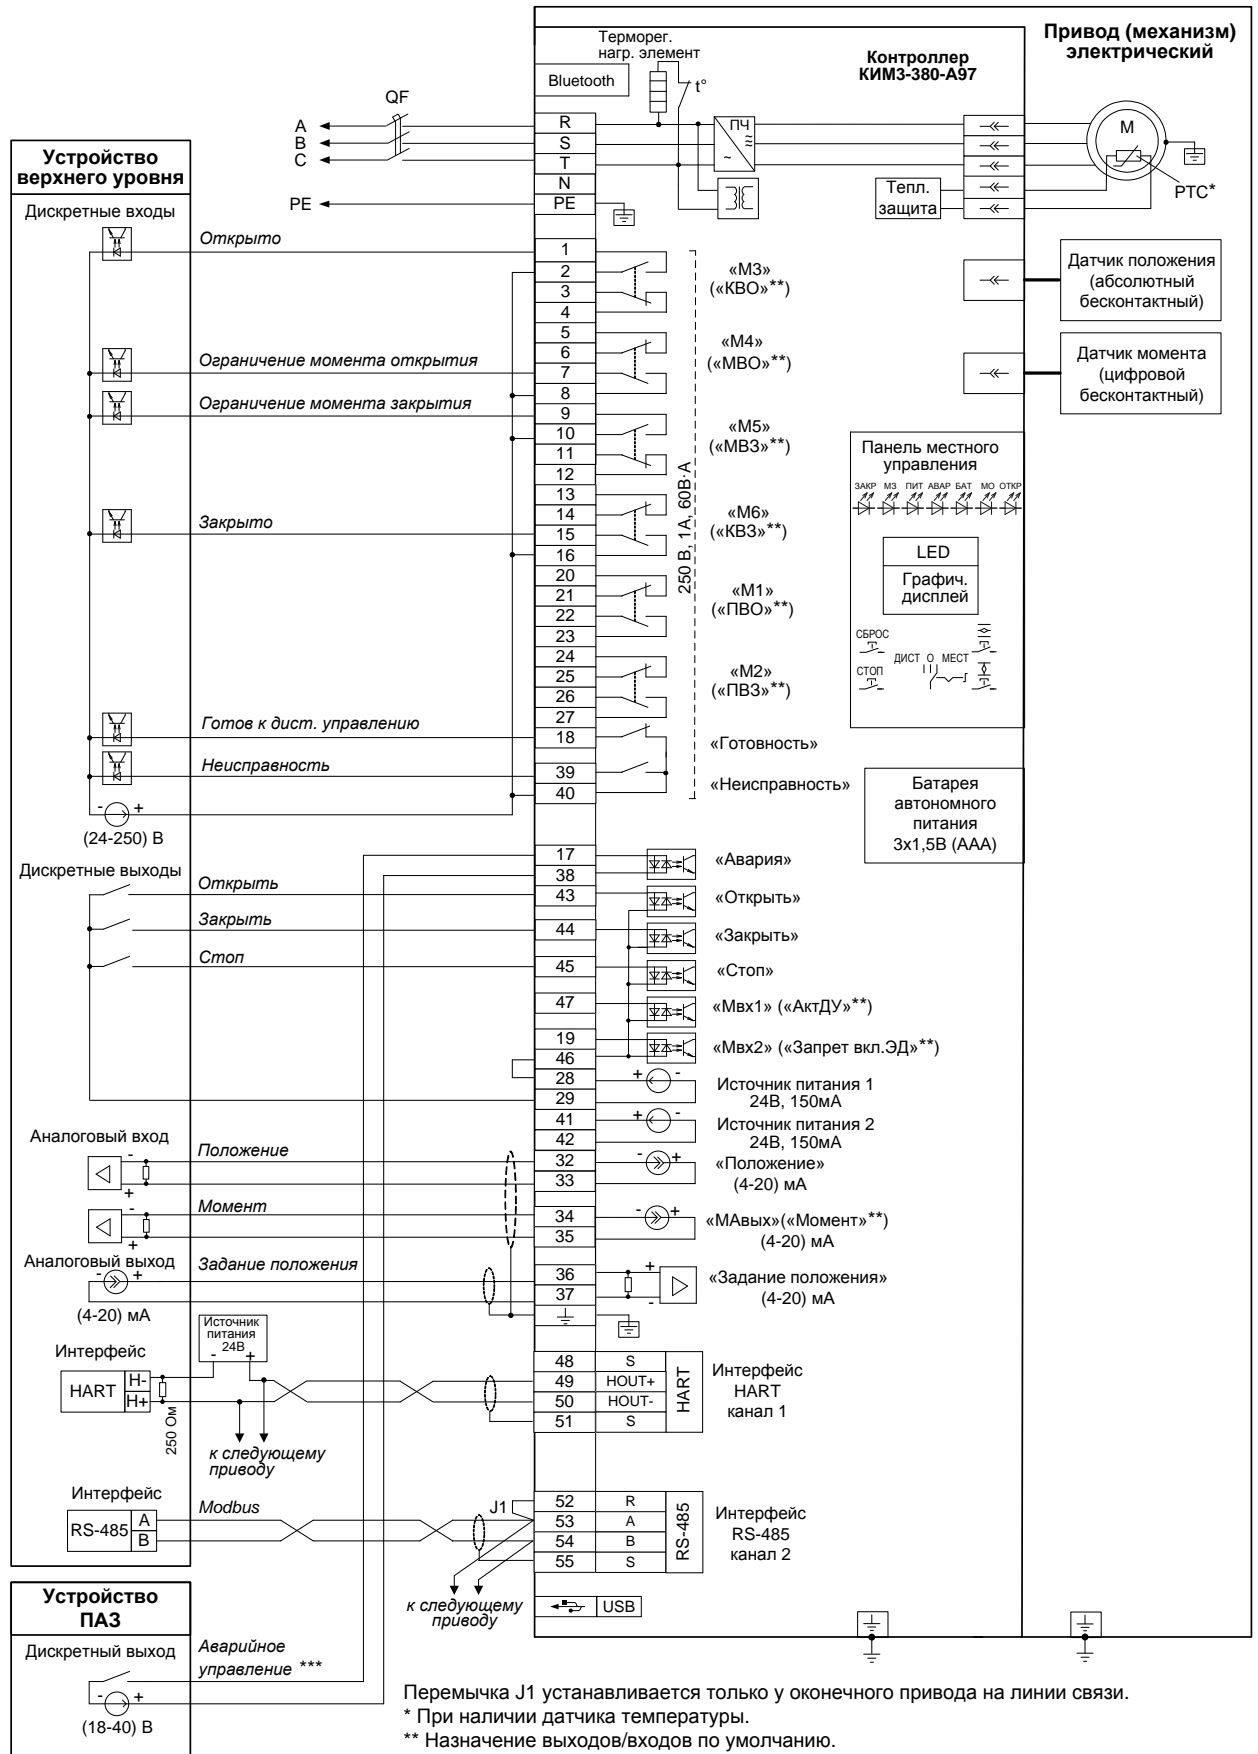 Привод (механизм)
электрический
Терморег.
нагр. элемент
Контроллер
КИМ3-380-А97
Bluetooth
t°
QF
A
B
C
PE
R
S
T
N
PE
ПЧ
~
≈
M
PTC*
Тепл.
защита
Устройство
верхнего уровня
Дискретные входы
Открыто
1
2
3
4
«М3»
(«КВО»**)
Датчик положения
(абсолютный
бесконтактный)
5
6
7
8
«М4»
(«МВО»**)
Ограничение момента открытия
Датчик момента
(цифровой
бесконтактный)
Ограничение момента закрытия
9
10
11
12
«М5»
(«МВЗ»**)
250 В, 1А, 60В·А
Панель местного
управления
ЗАКР МЗ ПИТ АВАР БАТ МО ОТКР
Закрыто
13
14
15
16
«М6»
(«КВЗ»**)
LED
Графич.
дисплей
20
21
22
23
«М1»
(«ПВО»**)
СБРОС
СТОП
ДИСТ О МЕСТ
24
25
26
27
«М2»
(«ПВЗ»**)
Готов к дист. управлению
18
«Готовность»
Неисправность
39
40
«Неисправность»
- +
(24-250) В
Батарея
автономного
питания
3х1,5В (ААА)
17
38
«Авария»
Дискретные выходы
Открыть
43
«Открыть»
Закрыть
44
«Закрыть»
Стоп
45
«Стоп»
47
«Мвх1» («АктДУ»**)
19
46
«Мвх2» («Запрет вкл.ЭД»**)
28
29
+ -
Источник питания 1
24В, 150мА
41
42
+ -
Источник питания 2
24В, 150мА
Аналоговый вход
- 
+
Положение
32
33
- +
«Положение»
(4-20) мА
-
+
Момент
34
35
- +
«МАвых»(«Момент»**)
(4-20) мА
Аналоговый выход
- +
(4-20) мА
Задание положения
36
37
+
-
«Задание положения»
(4-20) мА
Источник
питания
24В
- +
Интерфейс
HART
H-
H+
250 Ом
к следующему
приводу
48 S
49 HOUT+
50 HOUT-
51 S
HART
Интерфейс
HART
канал 1
Интерфейс
RS-485
A
B
Modbus
J1
52 R
53 A
54 B
55 S
RS-485
Интерфейс
RS-485
канал 2
к следующему
приводу
USB
Устройство
ПАЗ
Дискретный выход
- +
(18-40) В
Аварийное
управление ***
Перемычка J1 устанавливается только у оконечного привода на линии связи.
* При наличии датчика температуры.
** Назначение выходов/входов по умолчанию.